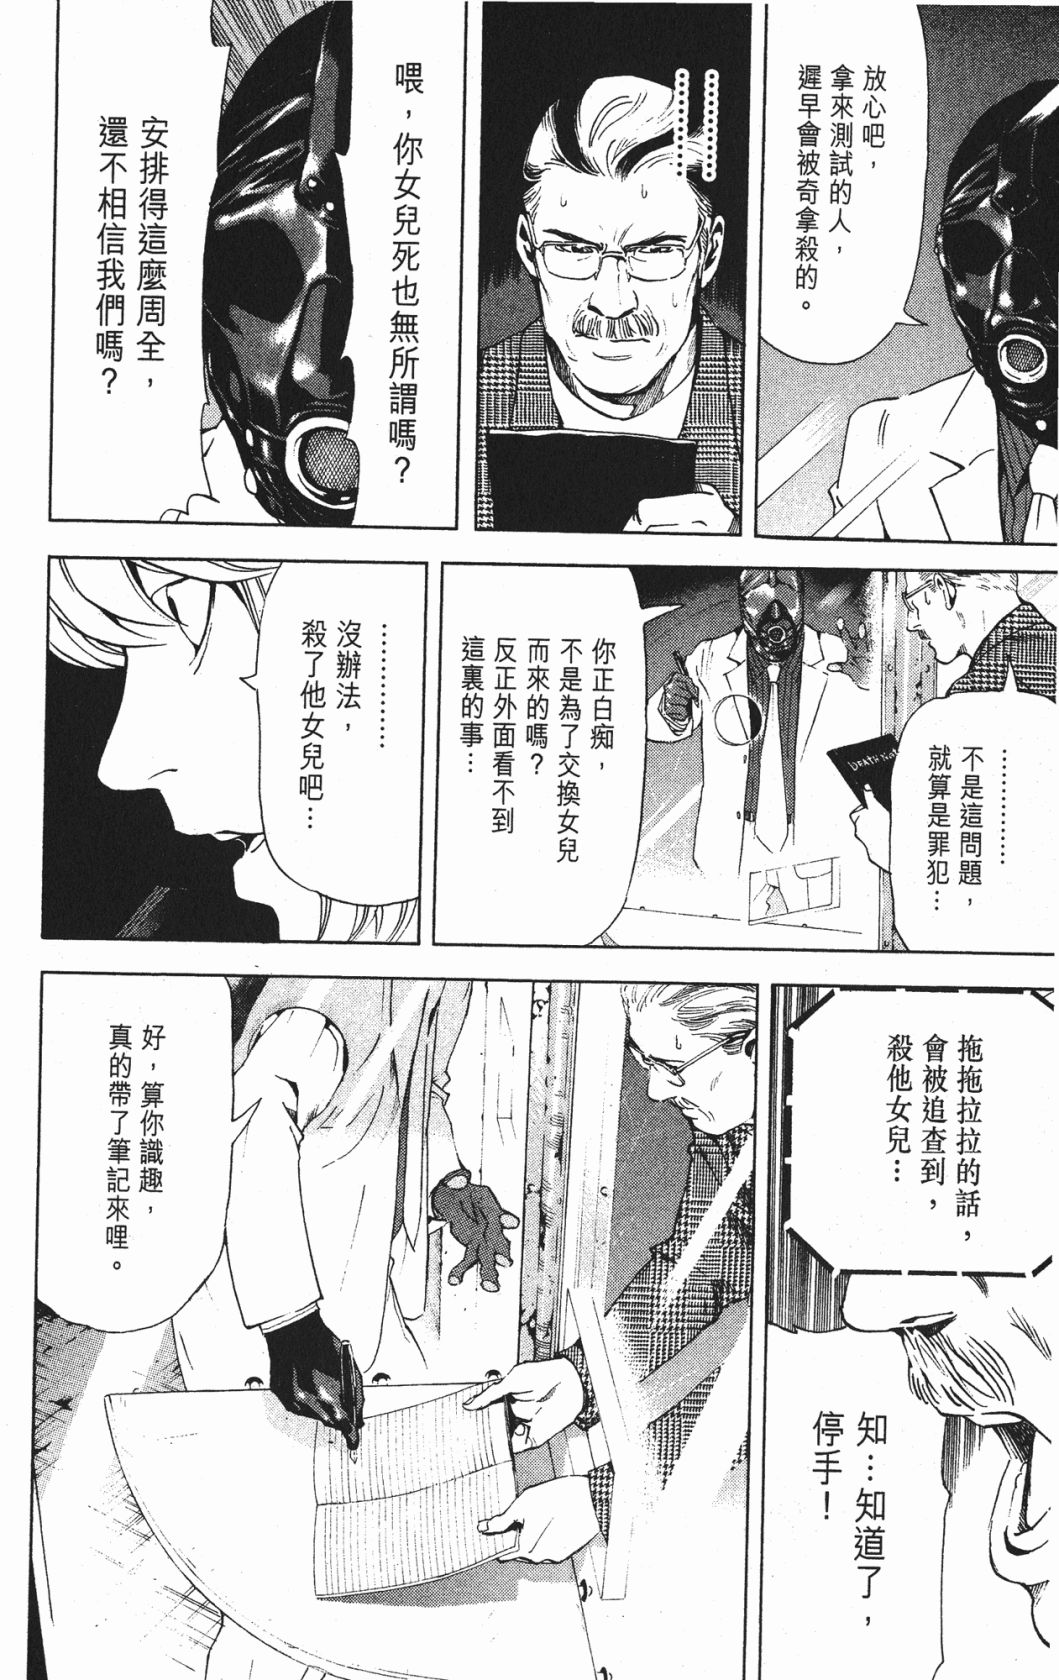 放心吧，
拿來測試的人，
遲早會被奇拿殺的。
…………
…………
喂，你女兒死也無所謂嗎？
安排得這麼周全，
還不相信我們嗎？
…………
不是這問題，
就算是罪犯…
DEATH NOTE
你正白痴，
不是為了交換女兒
而來的嗎？
反正外面看不到
這裏的事…
…………
沒辦法，
殺了他女兒吧…
拖拖拉拉的話，
會被追查到，
殺他女兒…
知…知道了，
停手！
好，算你識趣，
真的帶了筆記來哩。